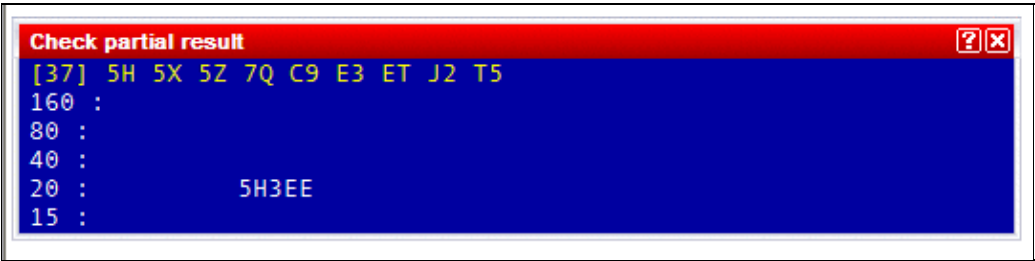 Check partial result
[37] 5H 5X 5Z 7Q C9 E3 ET J2 T5
160 :
80 :
40 :
20 : 5H3EE
15 :